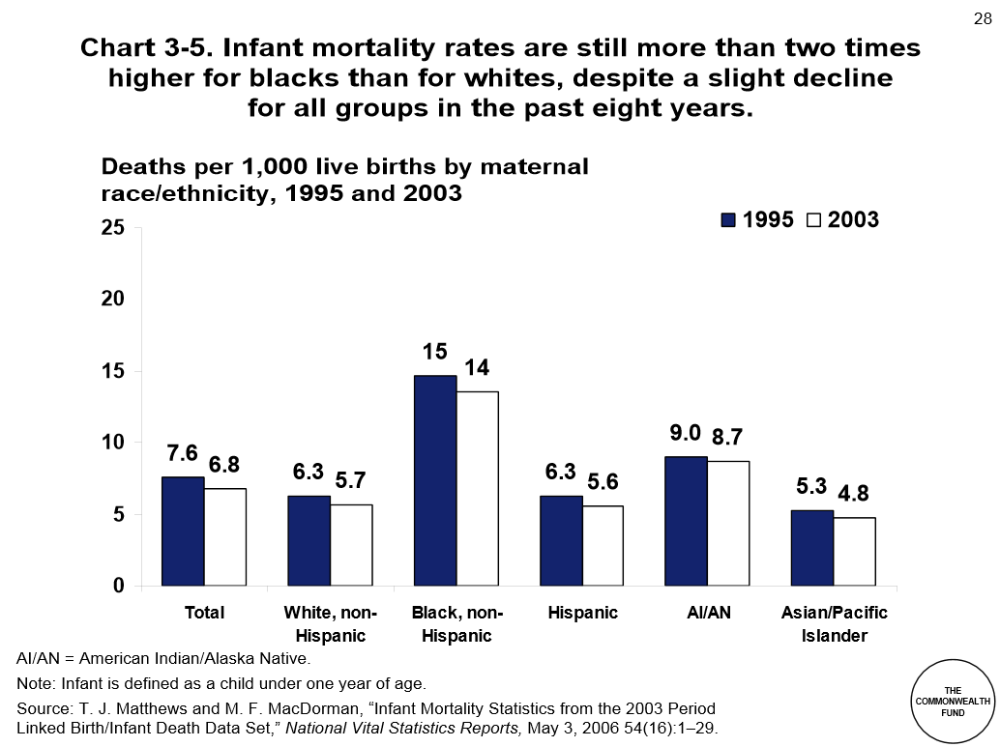 28
Chart 3-5. Infant mortality rates are still more than two times
higher for blacks than for whites, despite a slight decline
for all groups in the past eight years.
Deaths per 1,000 live births by maternal
race/ethnicity, 1995 and 2003
1995 2003
25
20
15
10
5
0
7.6 6.8
6.3 5.7
15 14
6.3 5.6
9.0 8.7
5.3 4.8
Total
White, non-
Hispanic
Black, non-
Hispanic
Hispanic
AI/AN
Asian/Pacific
Islander
AI/AN = American Indian/Alaska Native.
Note: Infant is defined as a child under one year of age.
Source: T. J. Matthews and M. F. MacDorman, “Infant Mortality Statistics from the 2003 Period
Linked Birth/Infant Death Data Set,” National Vital Statistics Reports, May 3, 2006 54(16):1–29.
THE
COMMONWEALTH
FUND